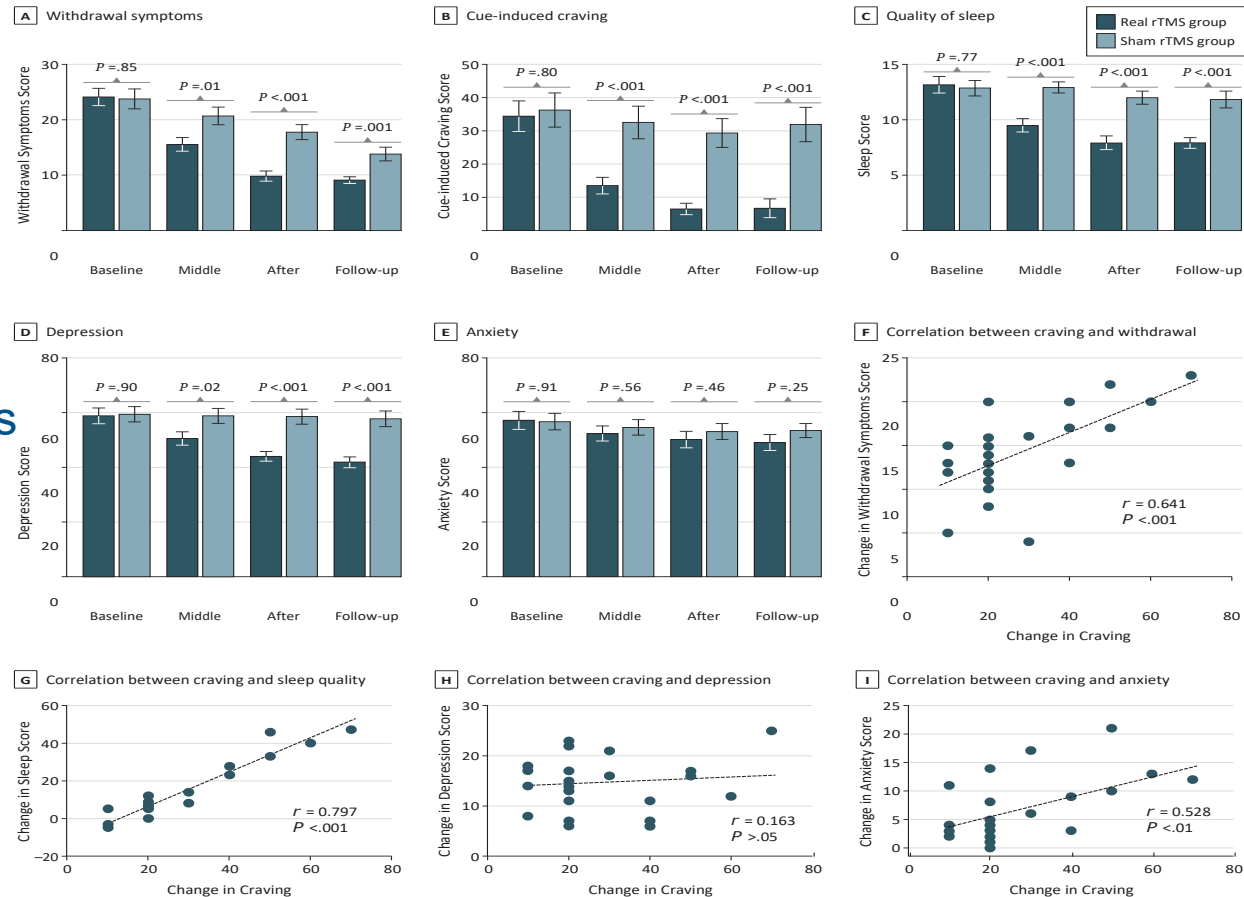 A Withdrawal symptoms
30
20
10
0
Withdrawal Symptoms Score
P =.85
P =.01
P <.001
P =.001
Baseline Middle After Follow-up
B Cue-induced craving
50
40
30
20
10
0
Cue-induced Craving Score
P =.80
P <.001
P <.001
P <.001
Baseline Middle After Follow-up
C Quality of sleep
Real rTMS group
Sham rTMS group
15
10
5
0
Sleep Score
P =.77
P <.001
P <.001
P <.001
Baseline Middle After Follow-up
s
D Depression
80
60
40
20
0
Depression Score
P =.90
P =.02
P <.001
P <.001
Baseline Middle After Follow-up
E Anxiety
80
60
40
20
0
Anxiety Score
P =.91
P =.56
P =.46
P =.25
Baseline Middle After Follow-up
F Correlation between craving and withdrawal
25
20
15
10
5
0
Change in Withdrawal Symptoms Score
r = 0.641
P <.001
20 40 60 80
Change in Craving
G Correlation between craving and sleep quality
60
40
20
0
–20
Change in Sleep Score
r = 0.797
P <.001
0 20 40 60 80
Change in Craving
H Correlation between craving and depression
30
20
10
0
Change in Depression Score
r = 0.163
P >.05
0 20 40 60 80
Change in Craving
I Correlation between craving and anxiety
25
20
15
10
5
0
Change in Anxiety Score
r = 0.528
P <.01
0 20 40 60 80
Change in Craving